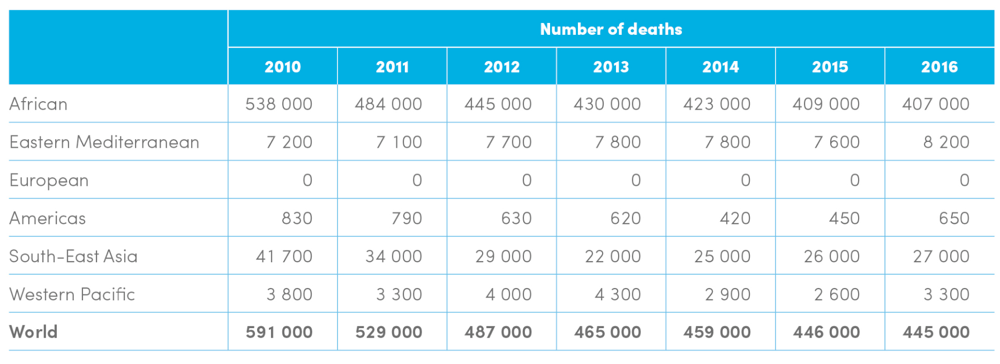 Number of deaths
2010 2011 2012 2013 2014 2015 2016
African 538 000 484 000 445 000 430 000 423 000 409 000 407 000
Eastern Mediterranean 7 200 7 100 7 700 7 800 7 800 7 600 8 200
European 0 0 0 0 0 0 0
Americas 830 790 630 620 420 450 650
South-East Asia 41 700 34 000 29 000 22 000 25 000 26 000 27 000
Western Pacific 3 800 3 300 4 000 4 300 2 900 2 600 3 300
World 591 000 529 000 487 000 465 000 459 000 446 000 445 000